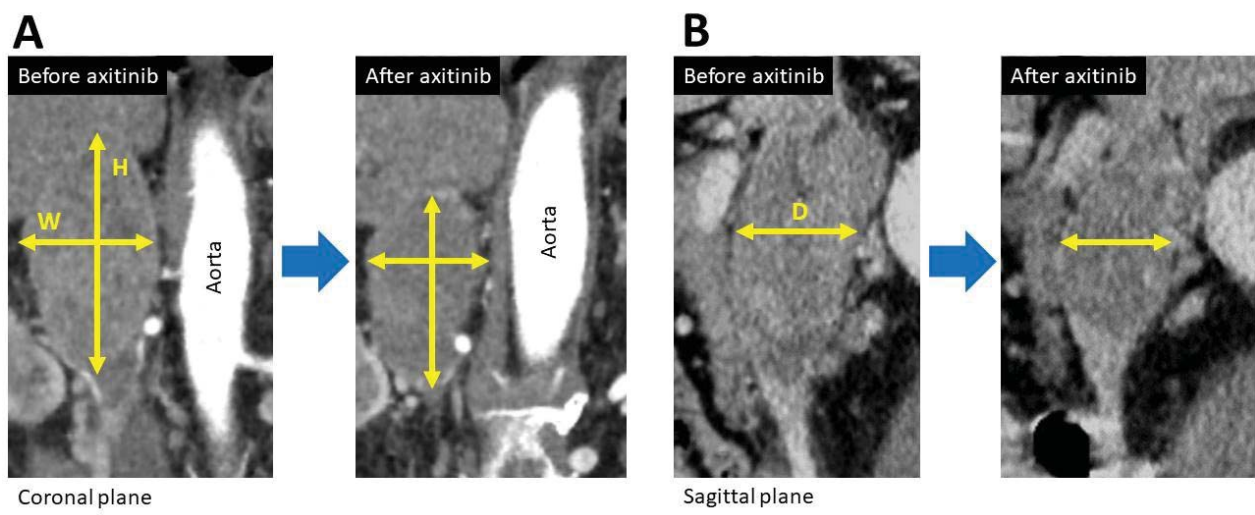 A
Before axitinib
H
W
Aorta
After axitinib
Aorta
Coronal plane
B
Before axitinib
D
After axitinib
Sagittal plane